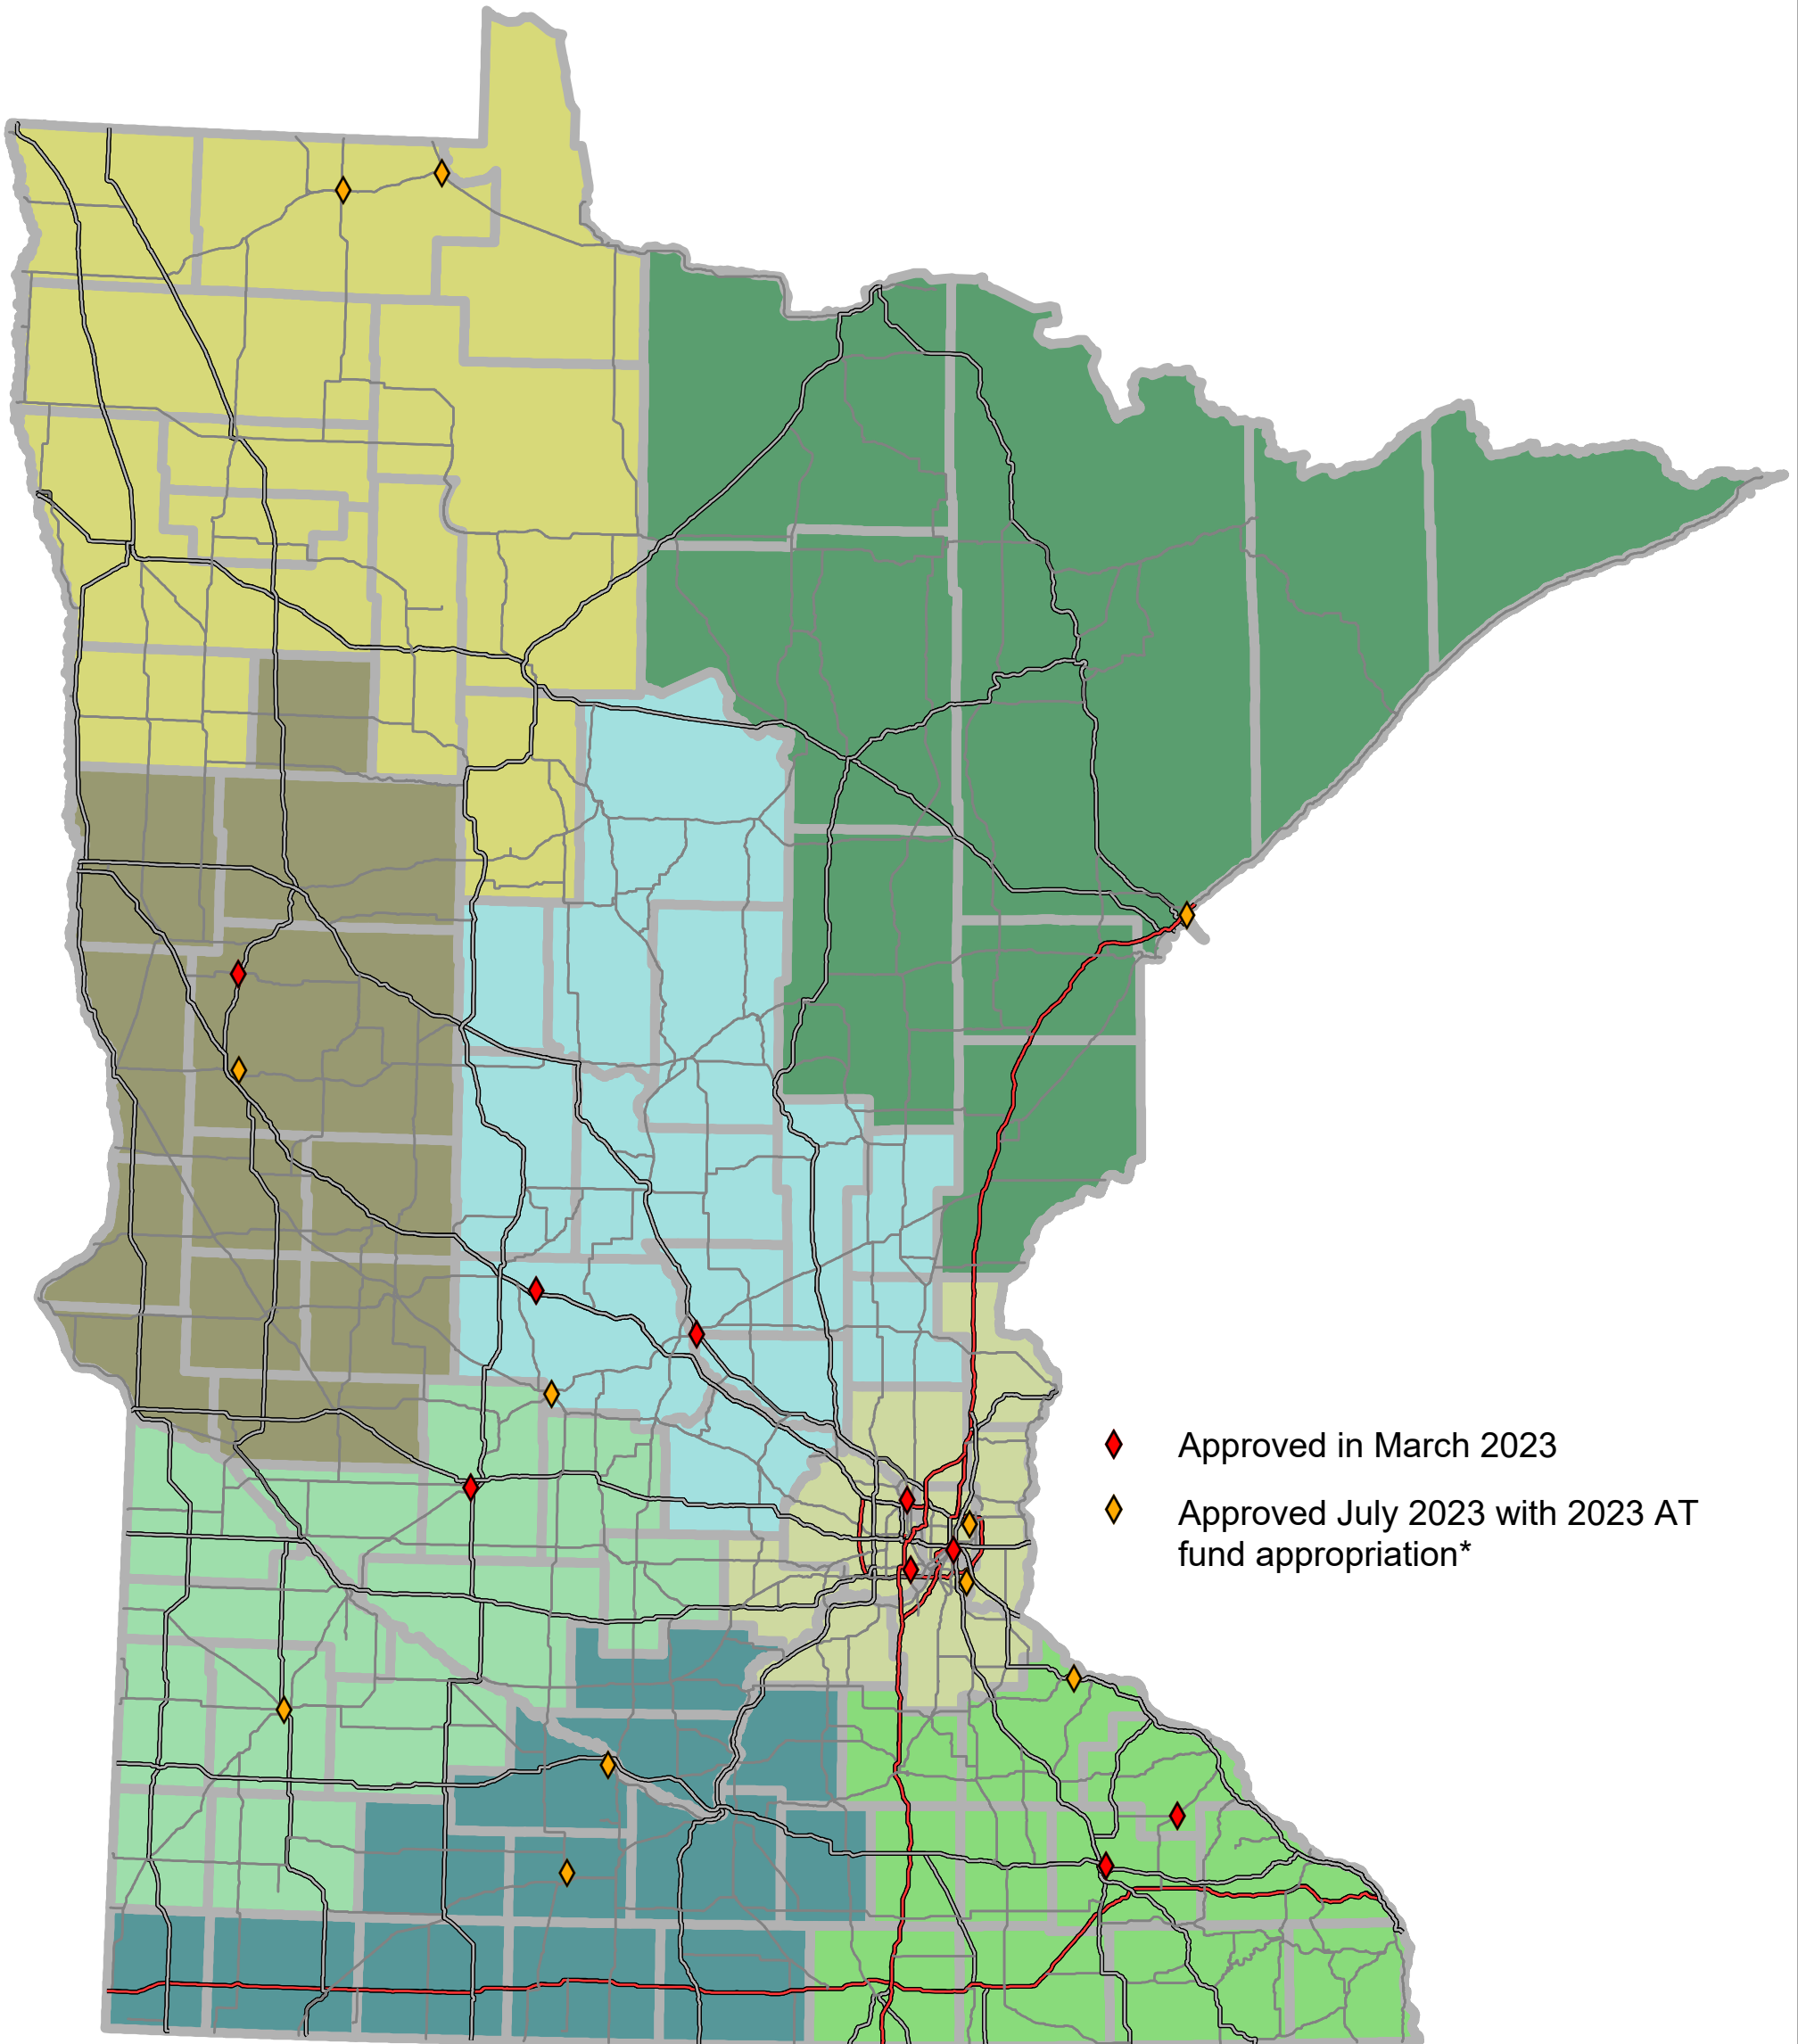 Approved in March 2023
Approved July 2023 with 2023 AT
fund appropriation*